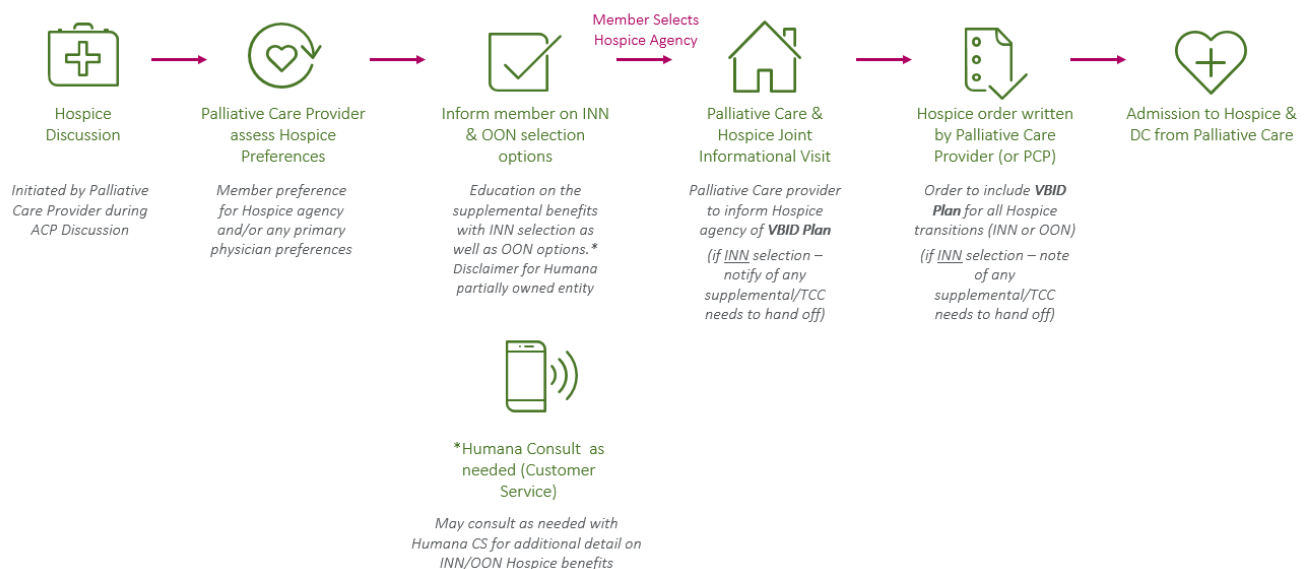 Member Selects
Hospice Agency
Hospice
Discussion
Initiated by Palliative
Care Provider during
ACP Discussion
Palliative Care Provider
assess Hospice
Preferences
Member preference
for Hospice agency
and/or any primary
physician preferences
Inform member on INN
& OON selection
options
Education on the
supplemental benefits
with INN selection as
well as OON options.*
Disclaimer for Humana
partially owned entity
Palliative Care &
Hospice Joint
Informational Visit
Palliative Care provider
to inform Hospice
agency of VBID Plan
(if INN selection –
notify of any
supplemental/TCC
needs to hand off)
Hospice order written
by Palliative Care
Provider (or PCP)
Order to include VBID
Plan for all Hospice
transitions (INN or OON)
(if INN selection – note
of any
supplemental/TCC
needs to hand off)
Admission to Hospice &
DC from Palliative Care
*Humana Consult as
needed (Customer
Service)
May consult as needed with
Humana CS for additional detail on
INN/OON Hospice benefits